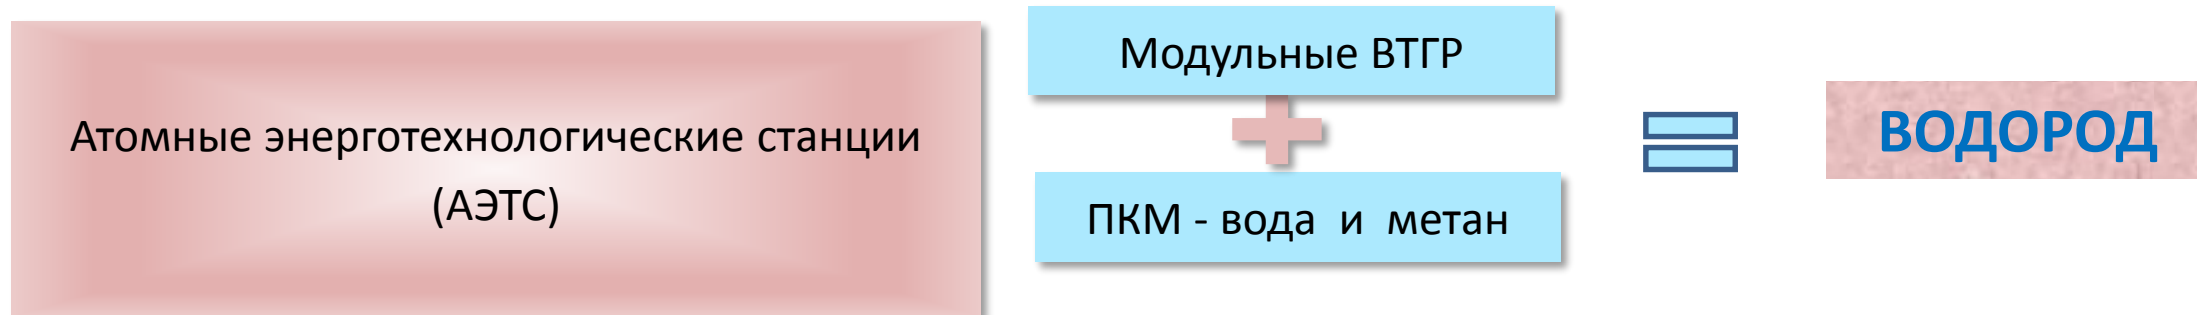 Атомные энерготехнологические станции
(АЭТС)
Модульные ВТГР
ПКМ - вода и метан
ВОДОРОД